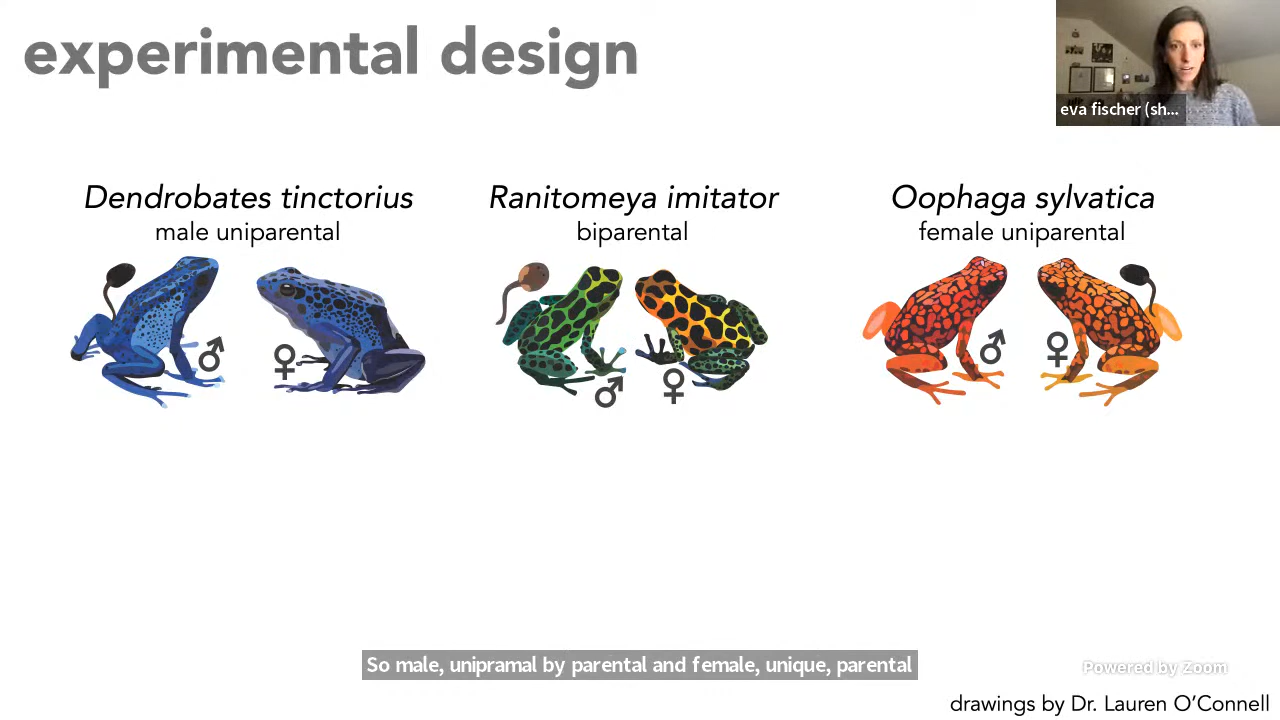 experimental design
eva fischer (sh...
Dendrobates tinctorius
male uniparental
Ranitomeya imitator
biparental
Oophaga sylvatica
female uniparental
♂
♀
♂
♀
♂
♀
So male, unipramal by parental and female, unique, parental
Powered by Zoom
drawings by Dr. Lauren O’Connell